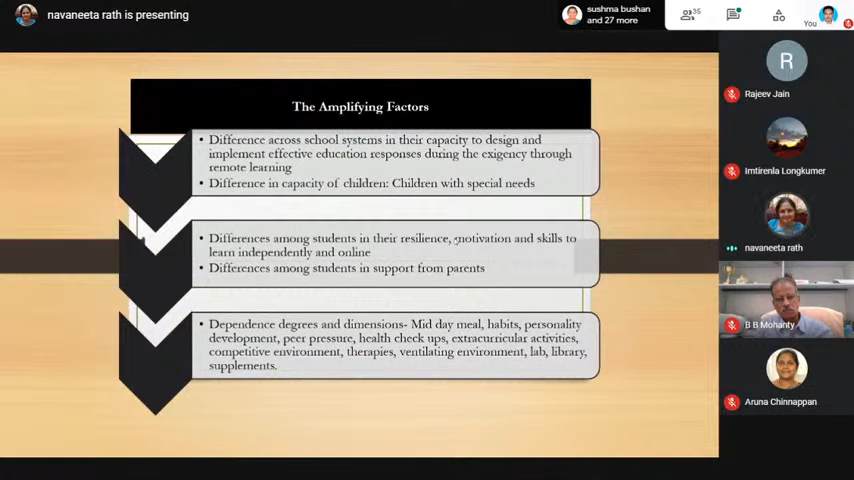 navaneeta rath is presenting
sushma bushan
and 27 more
35
You
The Amplifying Factors
• Difference across school systems in their capacity to design and
implement effective education responses during the exigency through
remote learning
• Difference in capacity of children: Children with special needs
• Differences among students in their resilience, motivation and skills to
learn independently and online
• Differences among students in support from parents
• Dependence degrees and dimensions- Mid day meal, habits, personality
development, peer pressure, health check ups, extracurricular activities,
competitive environment, therapies, ventilating environment, lab, library,
supplements.
R
Rajeev Jain
Imtirenla Longkumer
navaneeta rath
B B Mohanty
Aruna Chinnappan